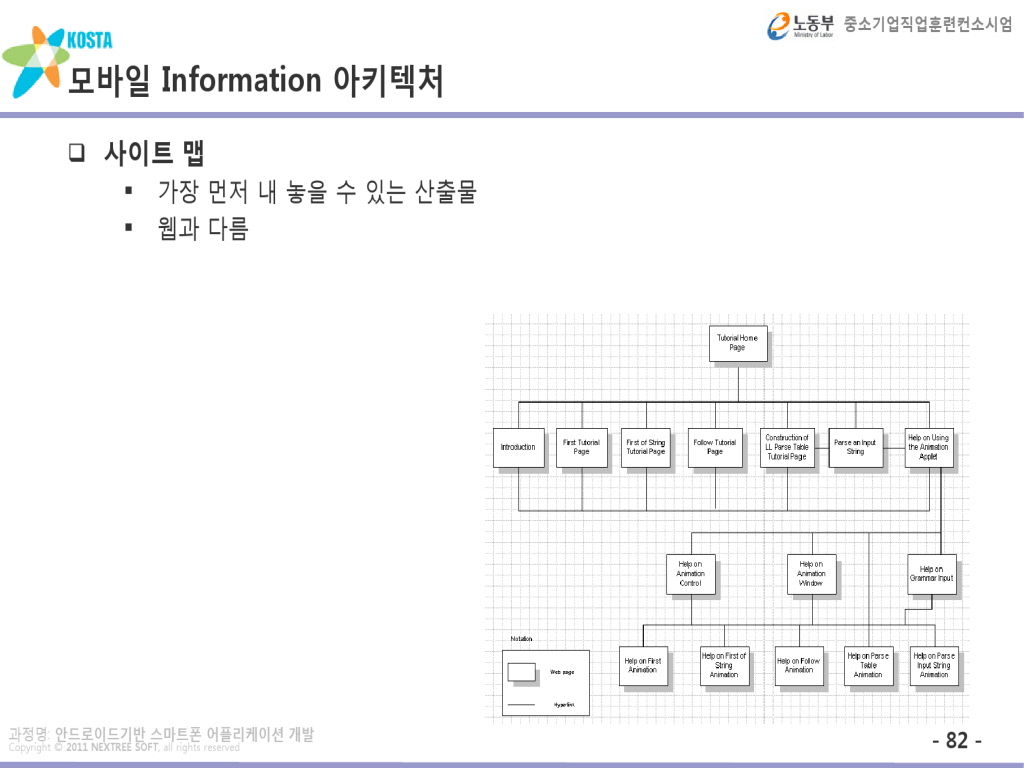 KOSTA
노동부
Ministry of Labor
중소기업직업훈련컨소시엄
모바일 Information 아키텍처
사이트 맵
가장 먼저 내 놓을 수 있는 산출물
웹과 다름
Tutorial Home
Page
Introduction
First Tutorial
Page
First of String
Tutorial Page
Follow Tutorial
Page
Construction of
LL Parse Table
Tutorial Page
Parse an Input
String
Help on Using
the Animation
Applet
Help on
Animation
Control
Help on
Animation
Window
Help on
Grammar Input
Help on First
Animation
Help on First of
String
Animation
Help on Follow
Animation
Help on Parse
Table
Animation
Help on Parse
Input String
Animation
Notation
Web page
Hyperlink
과정명: 안드로이드기반 스마트폰 어플리케이션 개발
Copyright © 2011 NEXTREE SOFT, all rights reserved
- 82 -